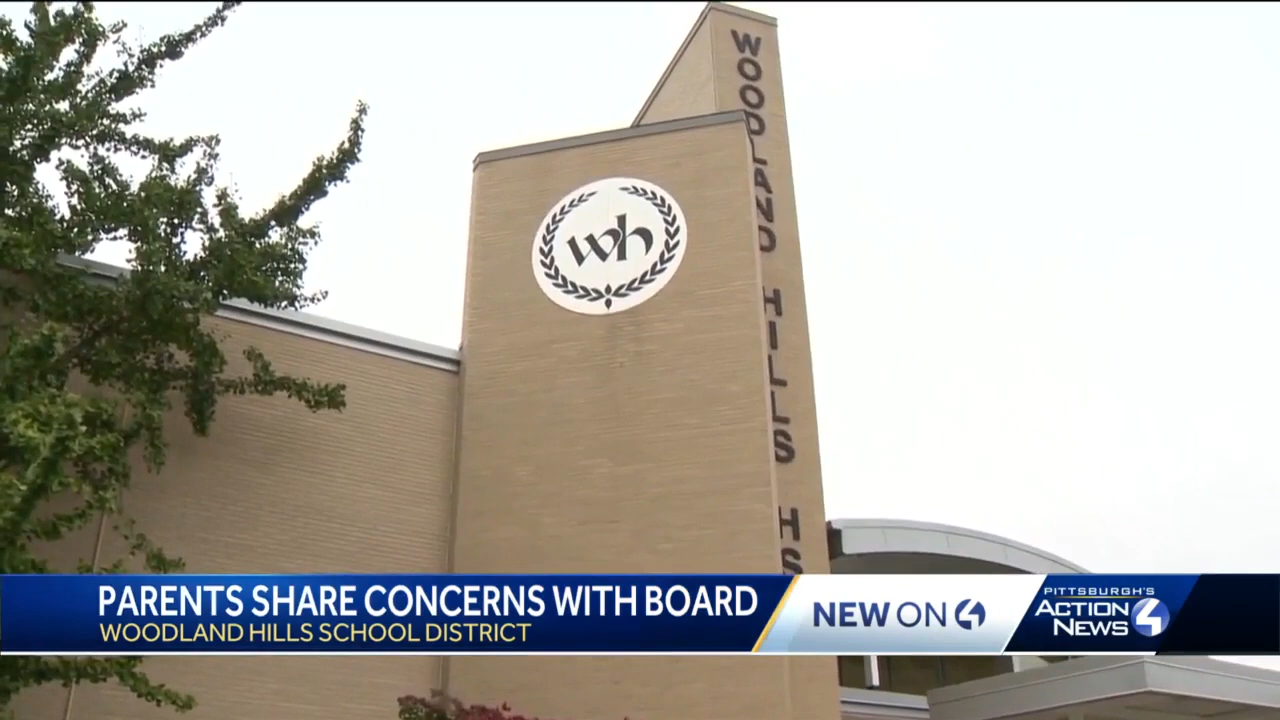 WOODLAND HILLS HS
wh
PARENTS SHARE CONCERNS WITH BOARD
WOODLAND HILLS SCHOOL DISTRICT
NEW ON 4
PITTSBURGH'S
ACTION
NEWS 4